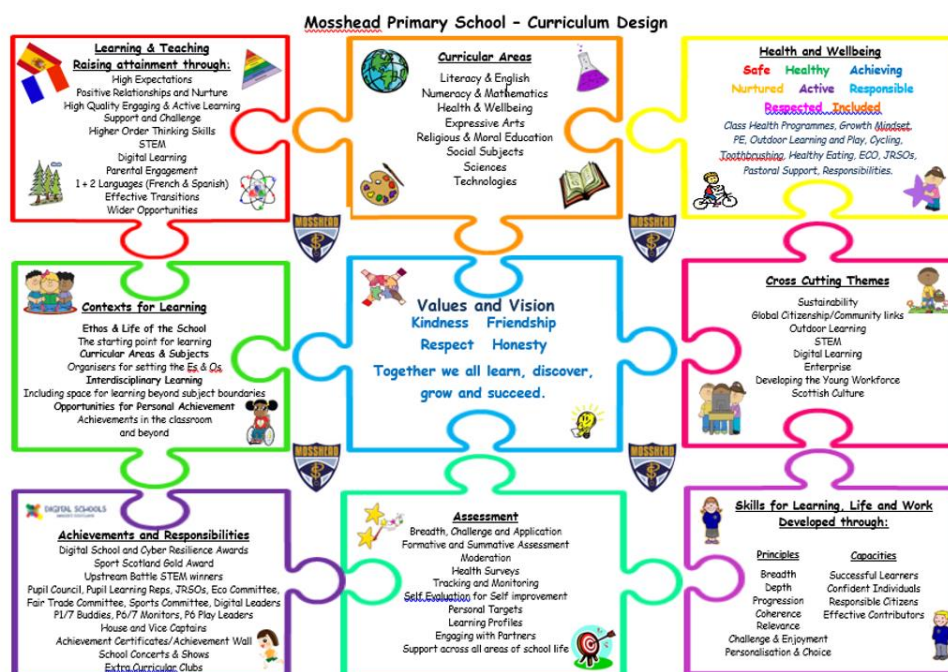 Mosshead Primary School – Curriculum Design
Learning & Teaching
Raising attainment through:
High Expectations
Positive Relationships and Nurture
High Quality Engaging & Active Learning
Support and Challenge
Higher Order Thinking Skills
STEM
Digital Learning
Parental Engagement
1 + 2 Languages (French & Spanish)
Effective Transitions
Wider Opportunities
Curricular Areas
Literacy & English
Numeracy & Mathematics
Health & Wellbeing
Expressive Arts
Religious & Moral Education
Social Subjects
Sciences
Technologies
Health and Wellbeing
Safe Healthy Achieving
Nurtured Active Responsible
Respected Included
Class Health Programmes, Growth Mindset
PE, Outdoor Learning and Play, Cycling,
Toothbrushing, Healthy Eating, ECO, JRSOs,
Pastoral Support, Responsibilities.
MOSSHEAD
MOSSHEAD
Contexts for Learning
Ethos & Life of the School
The starting point for learning
Curricular Areas & Subjects
Organisers for setting the Es & Os
Interdisciplinary Learning
Including space for learning beyond subject boundaries
Opportunities for Personal Achievement
Achievements in the classroom
and beyond
Values and Vision
Kindness Friendship
Respect Honesty
Together we all learn, discover,
grow and succeed.
Cross Cutting Themes
Sustainability
Global Citizenship/Community links
Outdoor Learning
STEM
Digital Learning
Enterprise
Developing the Young Workforce
Scottish Culture
MOSSHEAD
MOSSHEAD
DIGITAL SCHOOLS
Achievements and Responsibilities
Digital School and Cyber Resilience Awards
Sport Scotland Gold Award
Upstream Battle STEM winners
Pupil Council, Pupil Learning Reps, JRSOs, Eco Committee,
Fair Trade Committee, Sports Committee, Digital Leaders
P1/7 Buddies, P6/7 Monitors, P6 Play Leaders
House and Vice Captains
Achievement Certificates/Achievement Wall
School Concerts & Shows
Extra Curricular Clubs
Assessment
Breadth, Challenge and Application
Formative and Summative Assessment
Moderation
Health Surveys
Tracking and Monitoring
Self Evaluation for Self improvement
Personal Targets
Learning Profiles
Engaging with Partners
Support across all areas of school life
Skills for Learning, Life and Work
Developed through:
Principles
Breadth
Depth
Progression
Coherence
Relevance
Challenge & Enjoyment
Personalisation & Choice
Capacities
Successful Learners
Confident Individuals
Responsible Citizens
Effective Contributors